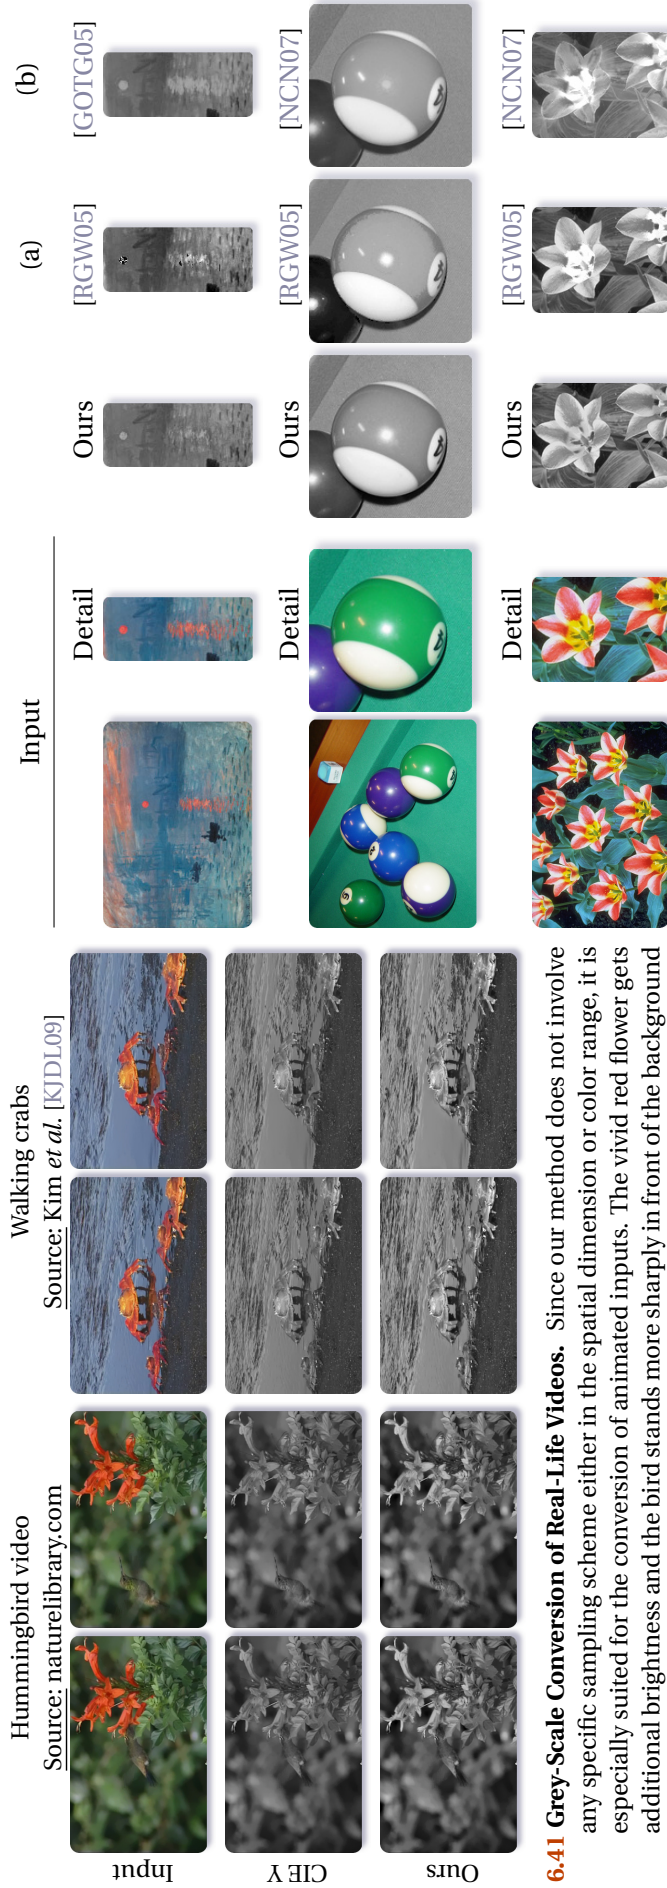 Hummingbird video
Source: naturelibrary.com
Walking crabs
Source: Kim et al. [KJDL09]
Input
CIE Y
Ours
6.41 Grey-Scale Conversion of Real-Life Videos. Since our method does not involve
any specific sampling scheme either in the spatial dimension or color range, it is
especially suited for the conversion of animated inputs. The vivid red flower gets
additional brightness and the bird stands more sharply in front of the background
Input
(a)
(b)
Detail
Ours
[RGW05]
[GOTG05]
Detail
Ours
[RGW05]
[NCN07]
Detail
Ours
[RGW05]
[NCN07]